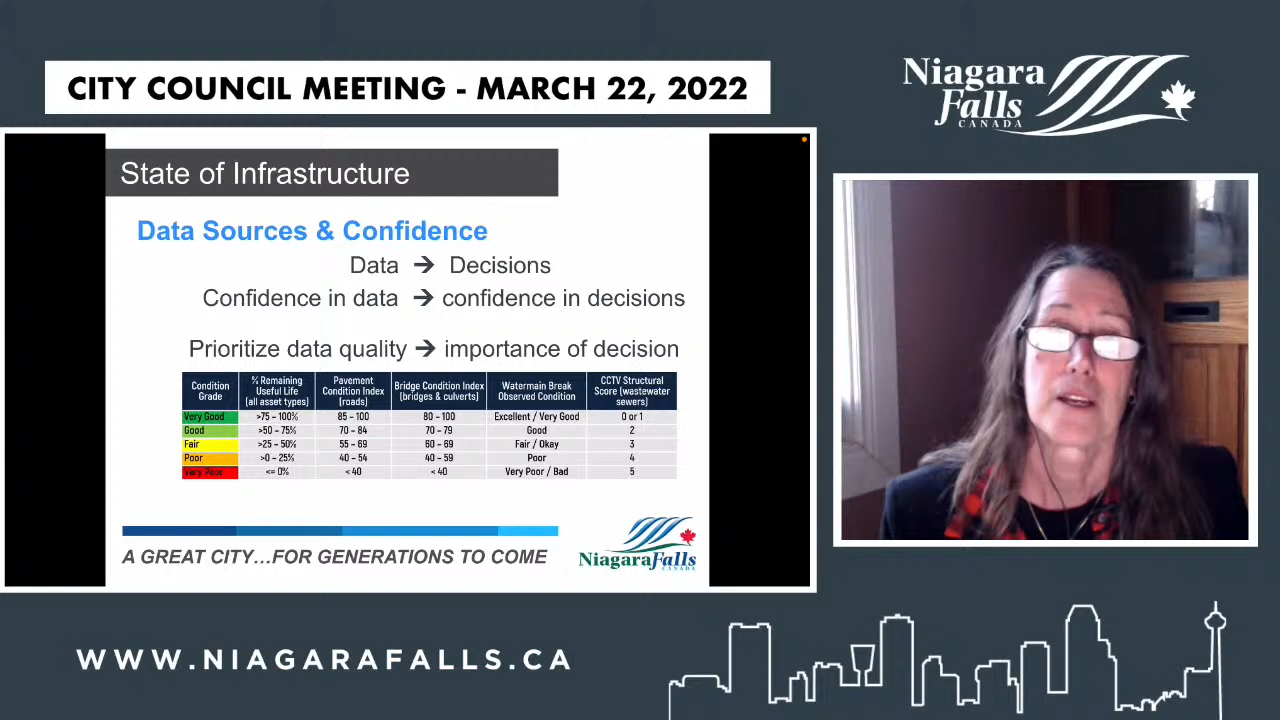 CITY COUNCIL MEETING - MARCH 22, 2022
Niagara
Falls
CANADA
State of Infrastructure
Data Sources & Confidence
Data → Decisions
Confidence in data → confidence in decisions
Prioritize data quality → importance of decision
Condition Grade | % Remaining Useful Life (all asset types) | Pavement Condition Index (roads) | Bridge Condition Index (bridges & culverts) | Watermain Break Observed Condition | CCTV Structural Score (wastewater sewers)
Very Good | >75 – 100% | 85 – 100 | 80 – 100 | Excellent / Very Good | 0 or 1
Good | >50 – 75% | 70 – 84 | 70 – 79 | Good | 2
Fair | >25 – 50% | 55 – 69 | 60 – 69 | Fair / Okay | 3
Poor | >0 – 25% | 40 – 54 | 40 – 59 | Poor | 4
Very Poor | <= 0% | < 40 | < 40 | Very Poor / Bad | 5
A GREAT CITY...FOR GENERATIONS TO COME
NiagaraFalls
CANADA
WWW.NIAGARAFALLS.CA